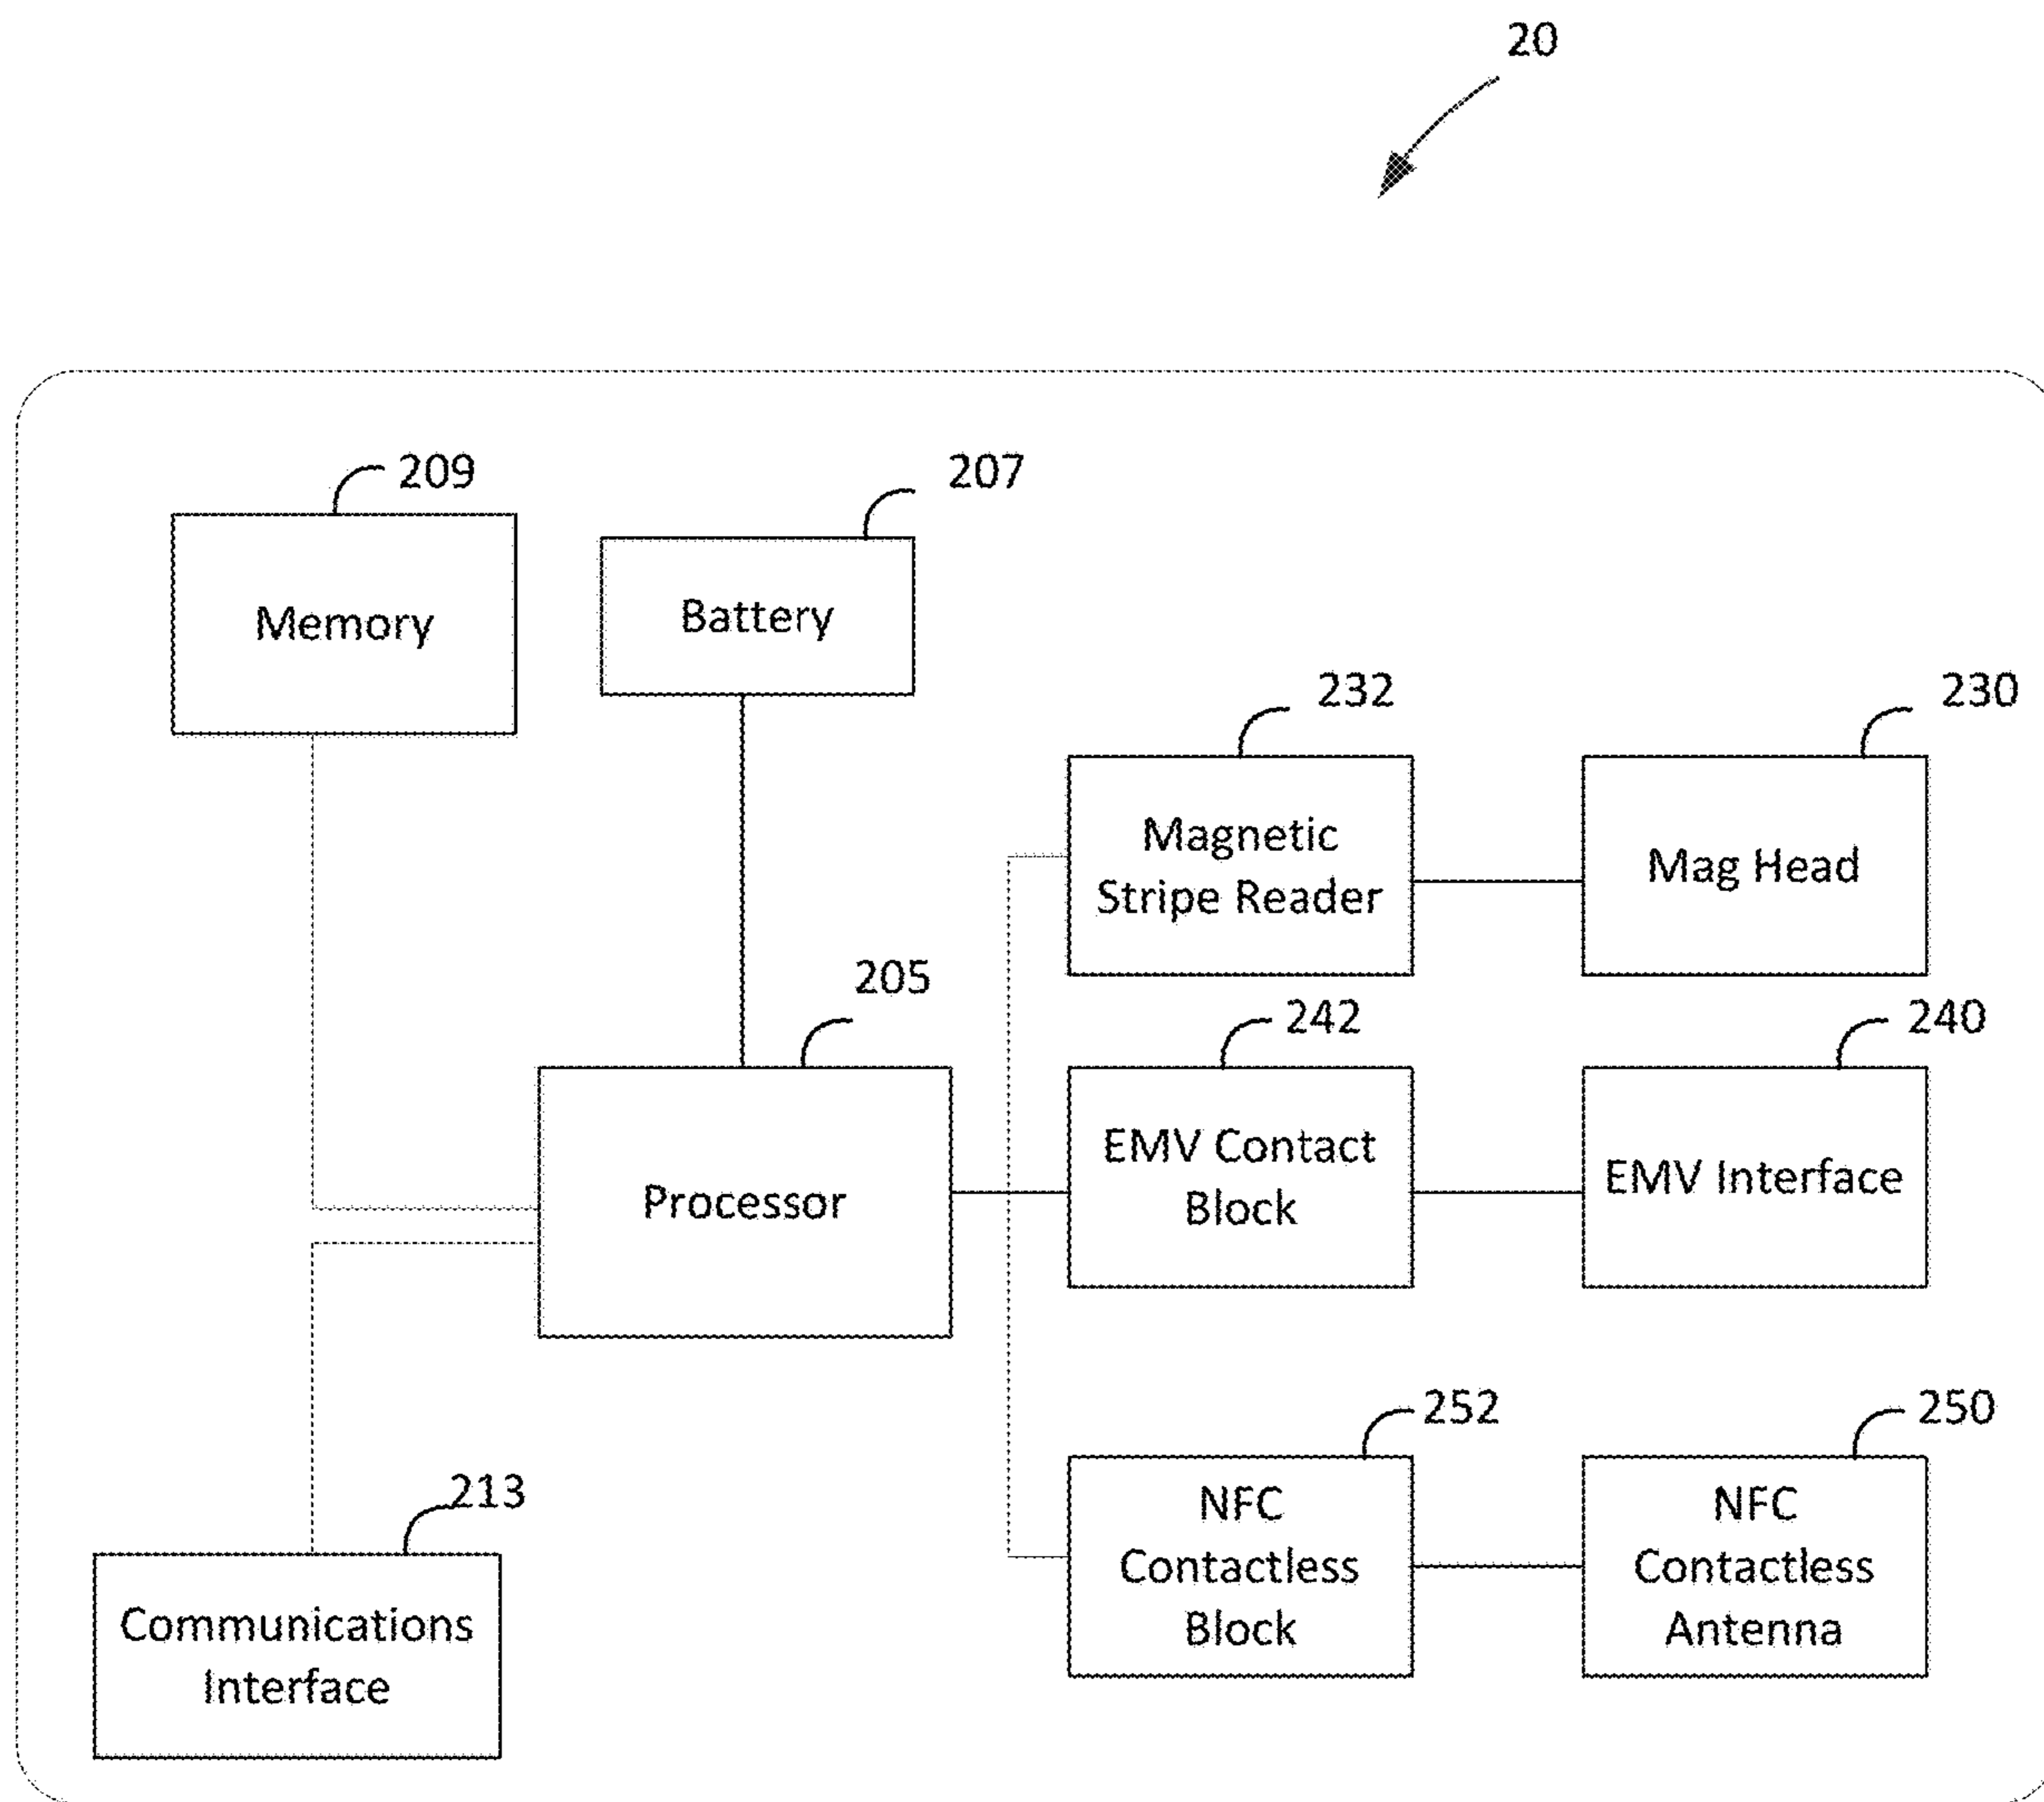 20
209
207
Memory
Battery
232
230
Magnetic
Stripe Reader
Mag Head
205
242
240
Processor
EMV Contact
Block
EMV Interface
252
250
213
NFC
Contactless
Block
NFC
Contactless
Antenna
Communications
Interface